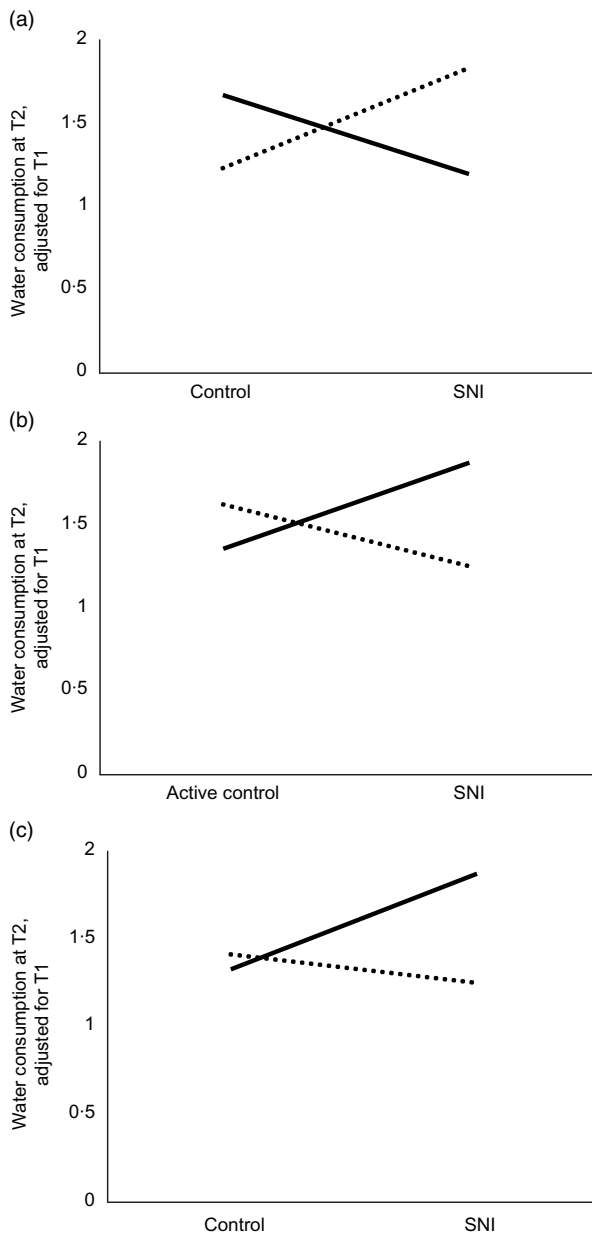 (a)
2
1·5
1
0·5
0
Water consumption at T2,
adjusted for T1
Control SNI
(b)
2
1·5
1
0·5
0
Water consumption at T2,
adjusted for T1
Active control SNI
(c)
2
1·5
1
0·5
0
Water consumption at T2,
adjusted for T1
Control SNI